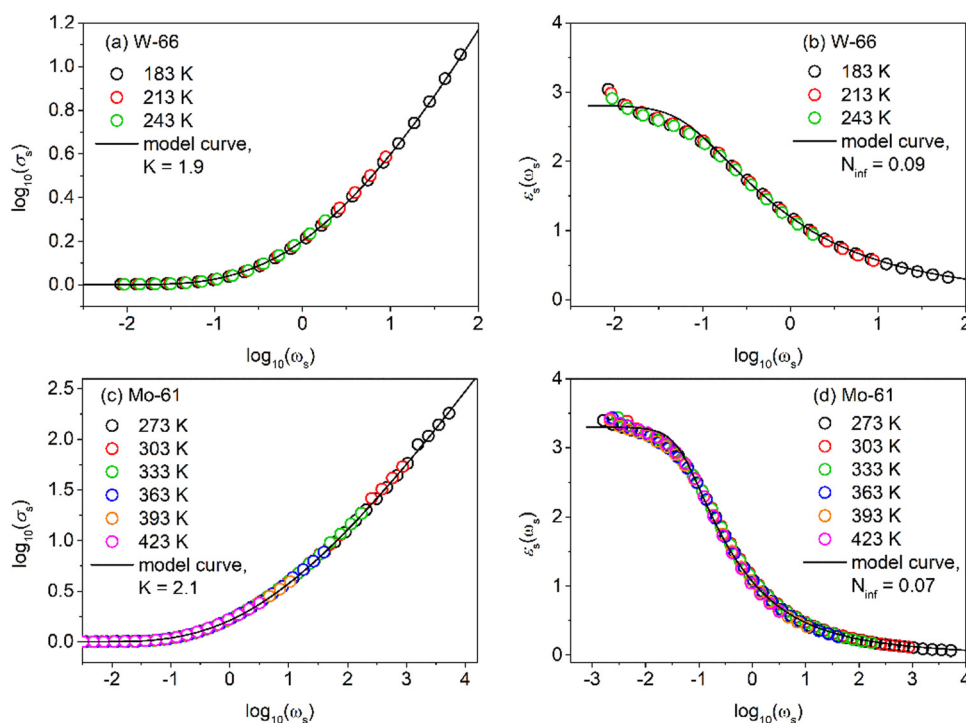 (a) W-66
183 K
213 K
243 K
model curve,
K = 1.9
log10(σs)
1.2
1.0
0.8
0.6
0.4
0.2
0.0
-2 -1 0 1 2
log10(ωs)
(b) W-66
183 K
213 K
243 K
model curve,
Ninf = 0.09
εs(ωs)
4
3
2
1
0
-2 -1 0 1 2
log10(ωs)
(c) Mo-61
273 K
303 K
333 K
363 K
393 K
423 K
model curve,
K = 2.1
log10(σs)
2.5
2.0
1.5
1.0
0.5
0.0
-2 -1 0 1 2 3 4
log10(ωs)
(d) Mo-61
273 K
303 K
333 K
363 K
393 K
423 K
model curve,
Ninf = 0.07
εs(ωs)
4
3
2
1
0
-3 -2 -1 0 1 2 3 4
log10(ωs)